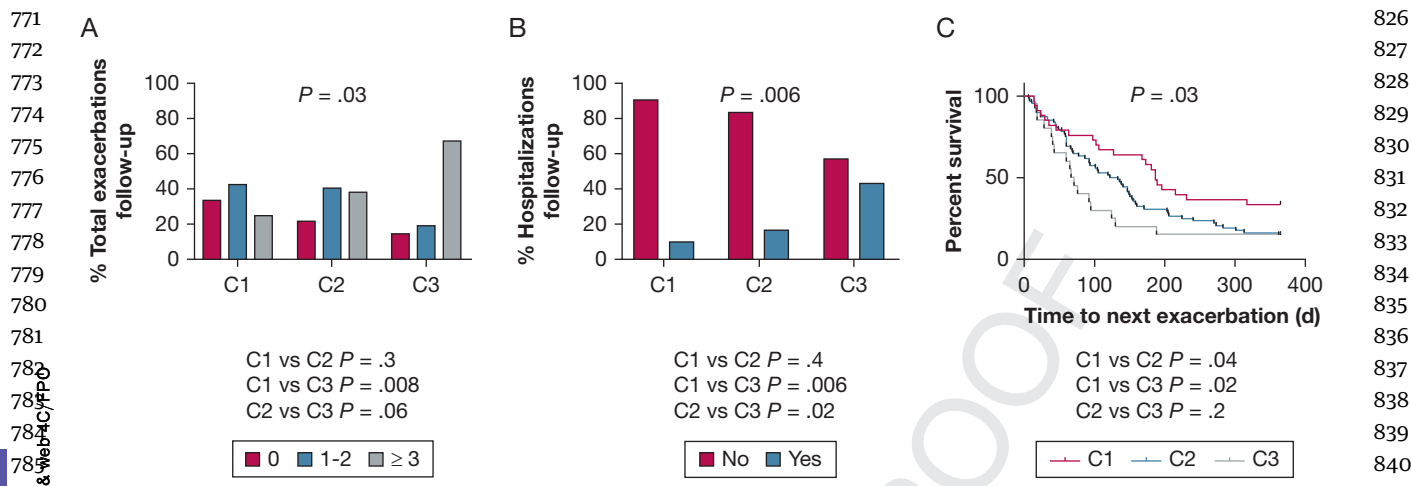 771
772
773
774
775
776
777
778
779
780
781
782
783
784
785
& web 4C/FPO
A
% Total exacerbations
follow-up
100
80
60
40
20
0
P = .03
C1 C2 C3
C1 vs C2 P = .3
C1 vs C3 P = .008
C2 vs C3 P = .06
0 1-2 ≥ 3
B
% Hospitalizations
follow-up
100
80
60
40
20
0
P = .006
C1 C2 C3
C1 vs C2 P = .4
C1 vs C3 P = .006
C2 vs C3 P = .02
No Yes
C
Percent survival
100
50
0
P = .03
0 100 200 300 400
Time to next exacerbation (d)
C1 vs C2 P = .04
C1 vs C3 P = .02
C2 vs C3 P = .2
C1 C2 C3
PROOF
826
827
828
829
830
831
832
833
834
835
836
837
838
839
840